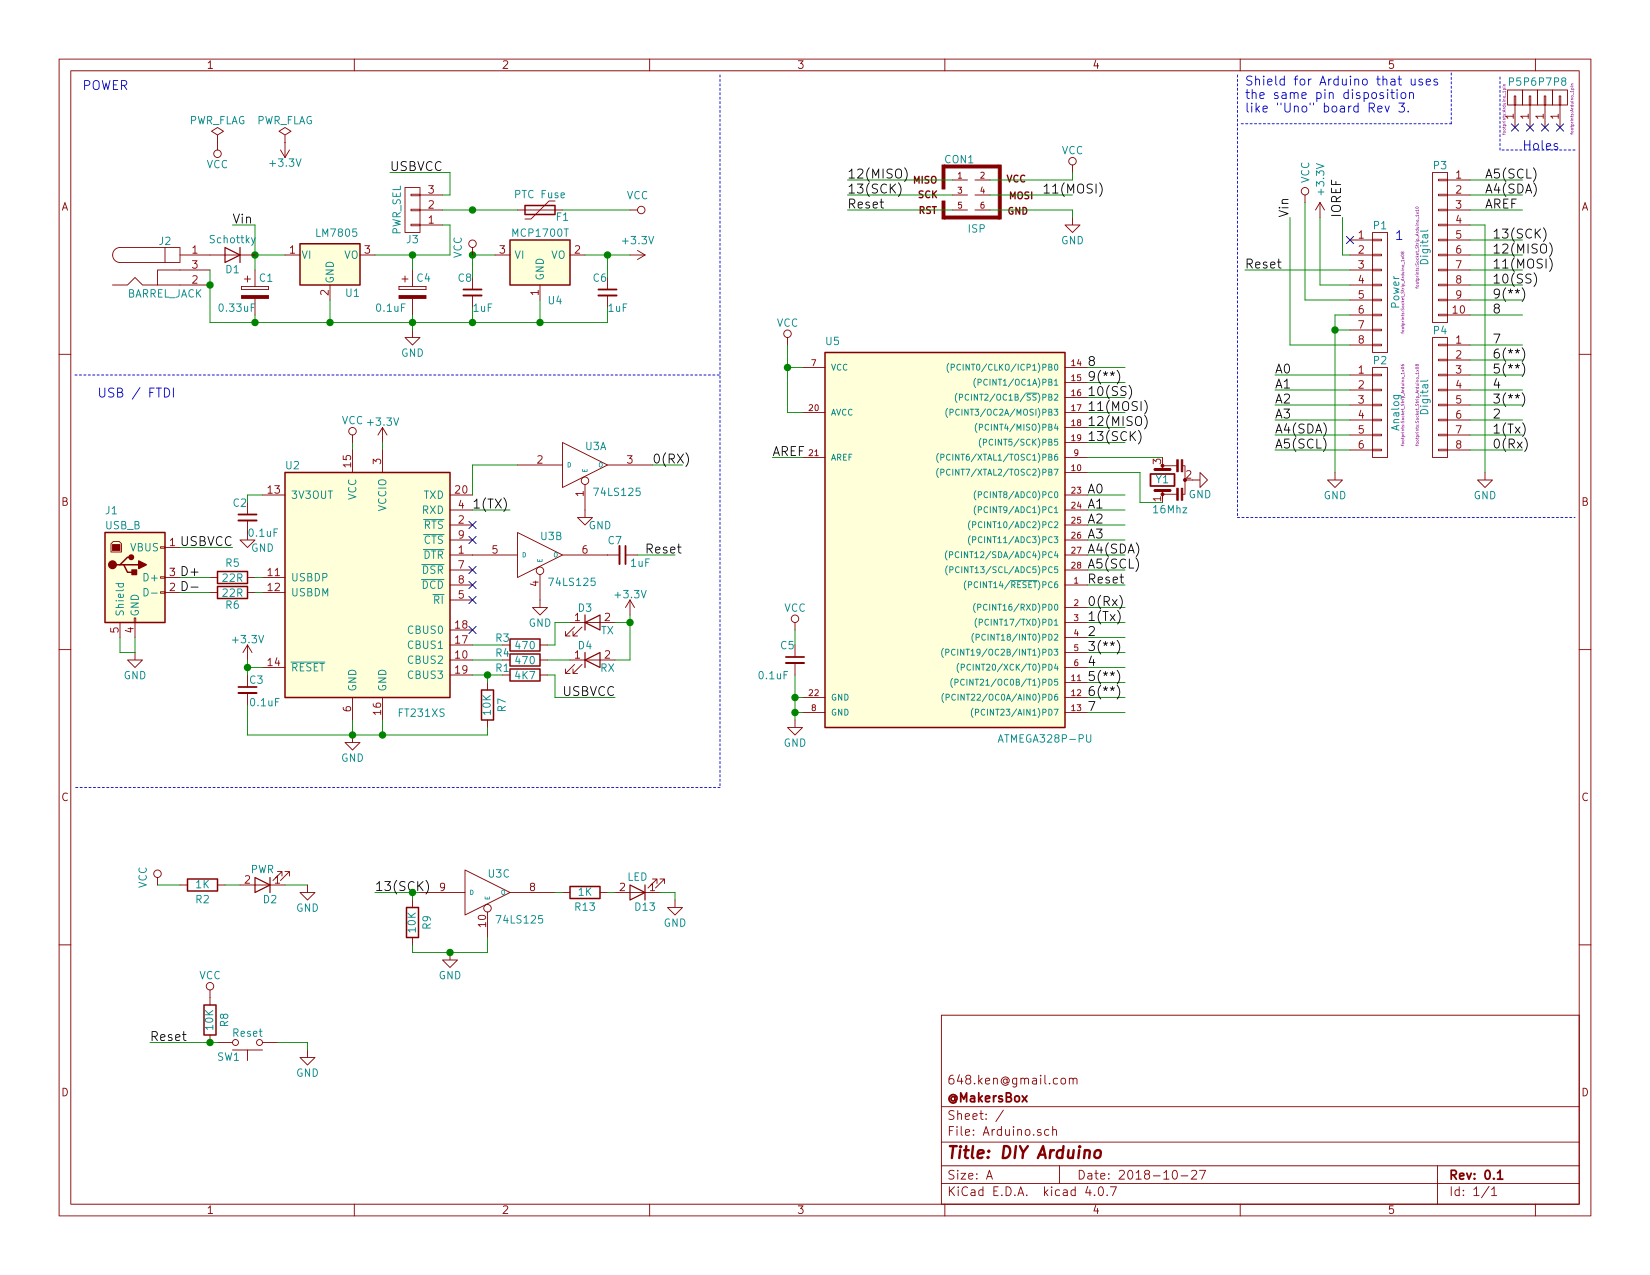 1 2 3 4 5
A
B
C
D
POWER
PWR_FLAG PWR_FLAG
VCC +3.3V
USBVCC
PWR_SEL
3
2
1
J3
PTC Fuse
F1
VCC
Vin
Schottky
D1
J2
1
3
2
BARREL_JACK
LM7805
1 VI VO 3
GND
2
U1
+ C1
0.33uF
+ C4
0.1uF
VCC
C8
1uF
MCP1700T
3 VI VO 2
GND
1
U4
+3.3V
C6
1uF
GND
USB / FTDI
VCC +3.3V
U2
15 3
VCC VCCIO
13 3V3OUT
11 USBDP
12 USBDM
14 RESET
TXD 20
RXD 4
RTS 2
CTS 9
DTR 1
DSR 7
DCD 8
RI 5
CBUS0 18
CBUS1 17
CBUS2 10
CBUS3 19
GND GND
6 16
FT231XS
GND
C2
0.1uF
GND
J1
USB_B
VBUS 1 USBVCC
D+ 3 D+
D- 2 D-
Shield
GND
5 4
GND
R5
22R
22R
R6
+3.3V
C3
0.1uF
1(TX)
2 D O 3 0(RX)
U3A
E
1
74LS125
GND
5 D O 6
U3B
E
4
74LS125
GND
C7
1uF
Reset
+3.3V
D3
1 2
TX
D4
1 2
RX
R3 470
R4 470
R1 4K7
USBVCC
10K R7
VCC
1K
R2
PWR
2 1
D2
GND
13(SCK) 9 D O 8
U3C
E
10
74LS125
10K R9
GND
1K
R13
LED
2 1
D13
GND
VCC
10K R8
Reset
Reset
SW1
GND
CON1
12(MISO) MISO 1 2 VCC
13(SCK) SCK 3 4 MOSI 11(MOSI)
Reset RST 5 6 GND
ISP
VCC
GND
VCC
U5
7 VCC
20 AVCC
AREF 21 AREF
22 GND
8 GND
VCC
C5
0.1uF
GND
(PCINT0/CLKO/ICP1)PB0 14 8
(PCINT1/OC1A)PB1 15 9(**)
(PCINT2/OC1B/SS)PB2 16 10(SS)
(PCINT3/OC2A/MOSI)PB3 17 11(MOSI)
(PCINT4/MISO)PB4 18 12(MISO)
(PCINT5/SCK)PB5 19 13(SCK)
(PCINT6/XTAL1/TOSC1)PB6 9
(PCINT7/XTAL2/TOSC2)PB7 10
(PCINT8/ADC0)PC0 23 A0
(PCINT9/ADC1)PC1 24 A1
(PCINT10/ADC2)PC2 25 A2
(PCINT11/ADC3)PC3 26 A3
(PCINT12/SDA/ADC4)PC4 27 A4(SDA)
(PCINT13/SCL/ADC5)PC5 28 A5(SCL)
(PCINT14/RESET)PC6 1 Reset
(PCINT16/RXD)PD0 2 0(Rx)
(PCINT17/TXD)PD1 3 1(Tx)
(PCINT18/INT0)PD2 4 2
(PCINT19/OC2B/INT1)PD3 5 3(**)
(PCINT20/XCK/T0)PD4 6 4
(PCINT21/OC0B/T1)PD5 11 5(**)
(PCINT22/OC0A/AIN0)PD6 12 6(**)
(PCINT23/AIN1)PD7 13 7
ATMEGA328P-PU
3
Y1
1
2
16Mhz
GND
Shield for Arduino that uses
the same pin disposition
like "Uno" board Rev 3.
P5P6P7P8
1 1 1 1
Holes
Vin
VCC
+3.3V
IOREF
Reset
P1
1 1
2
3
4
5
6
7
8
Power
P2
A0 1
A1 2
A2 3
A3 4
A4(SDA) 5
A5(SCL) 6
Analog
GND
P3
1 A5(SCL)
2 A4(SDA)
3 AREF
4
5 13(SCK)
6 12(MISO)
7 11(MOSI)
8 10(SS)
9 9(**)
10 8
Digital
P4
1 7
2 6(**)
3 5(**)
4 4
5 3(**)
6 2
7 1(Tx)
8 0(Rx)
Digital
GND
648.ken@gmail.com
@MakersBox
Sheet: /
File: Arduino.sch
Title: DIY Arduino
Size: A Date: 2018-10-27 Rev: 0.1
KiCad E.D.A. kicad 4.0.7 Id: 1/1
A
B
C
D
1 2 3 4 5